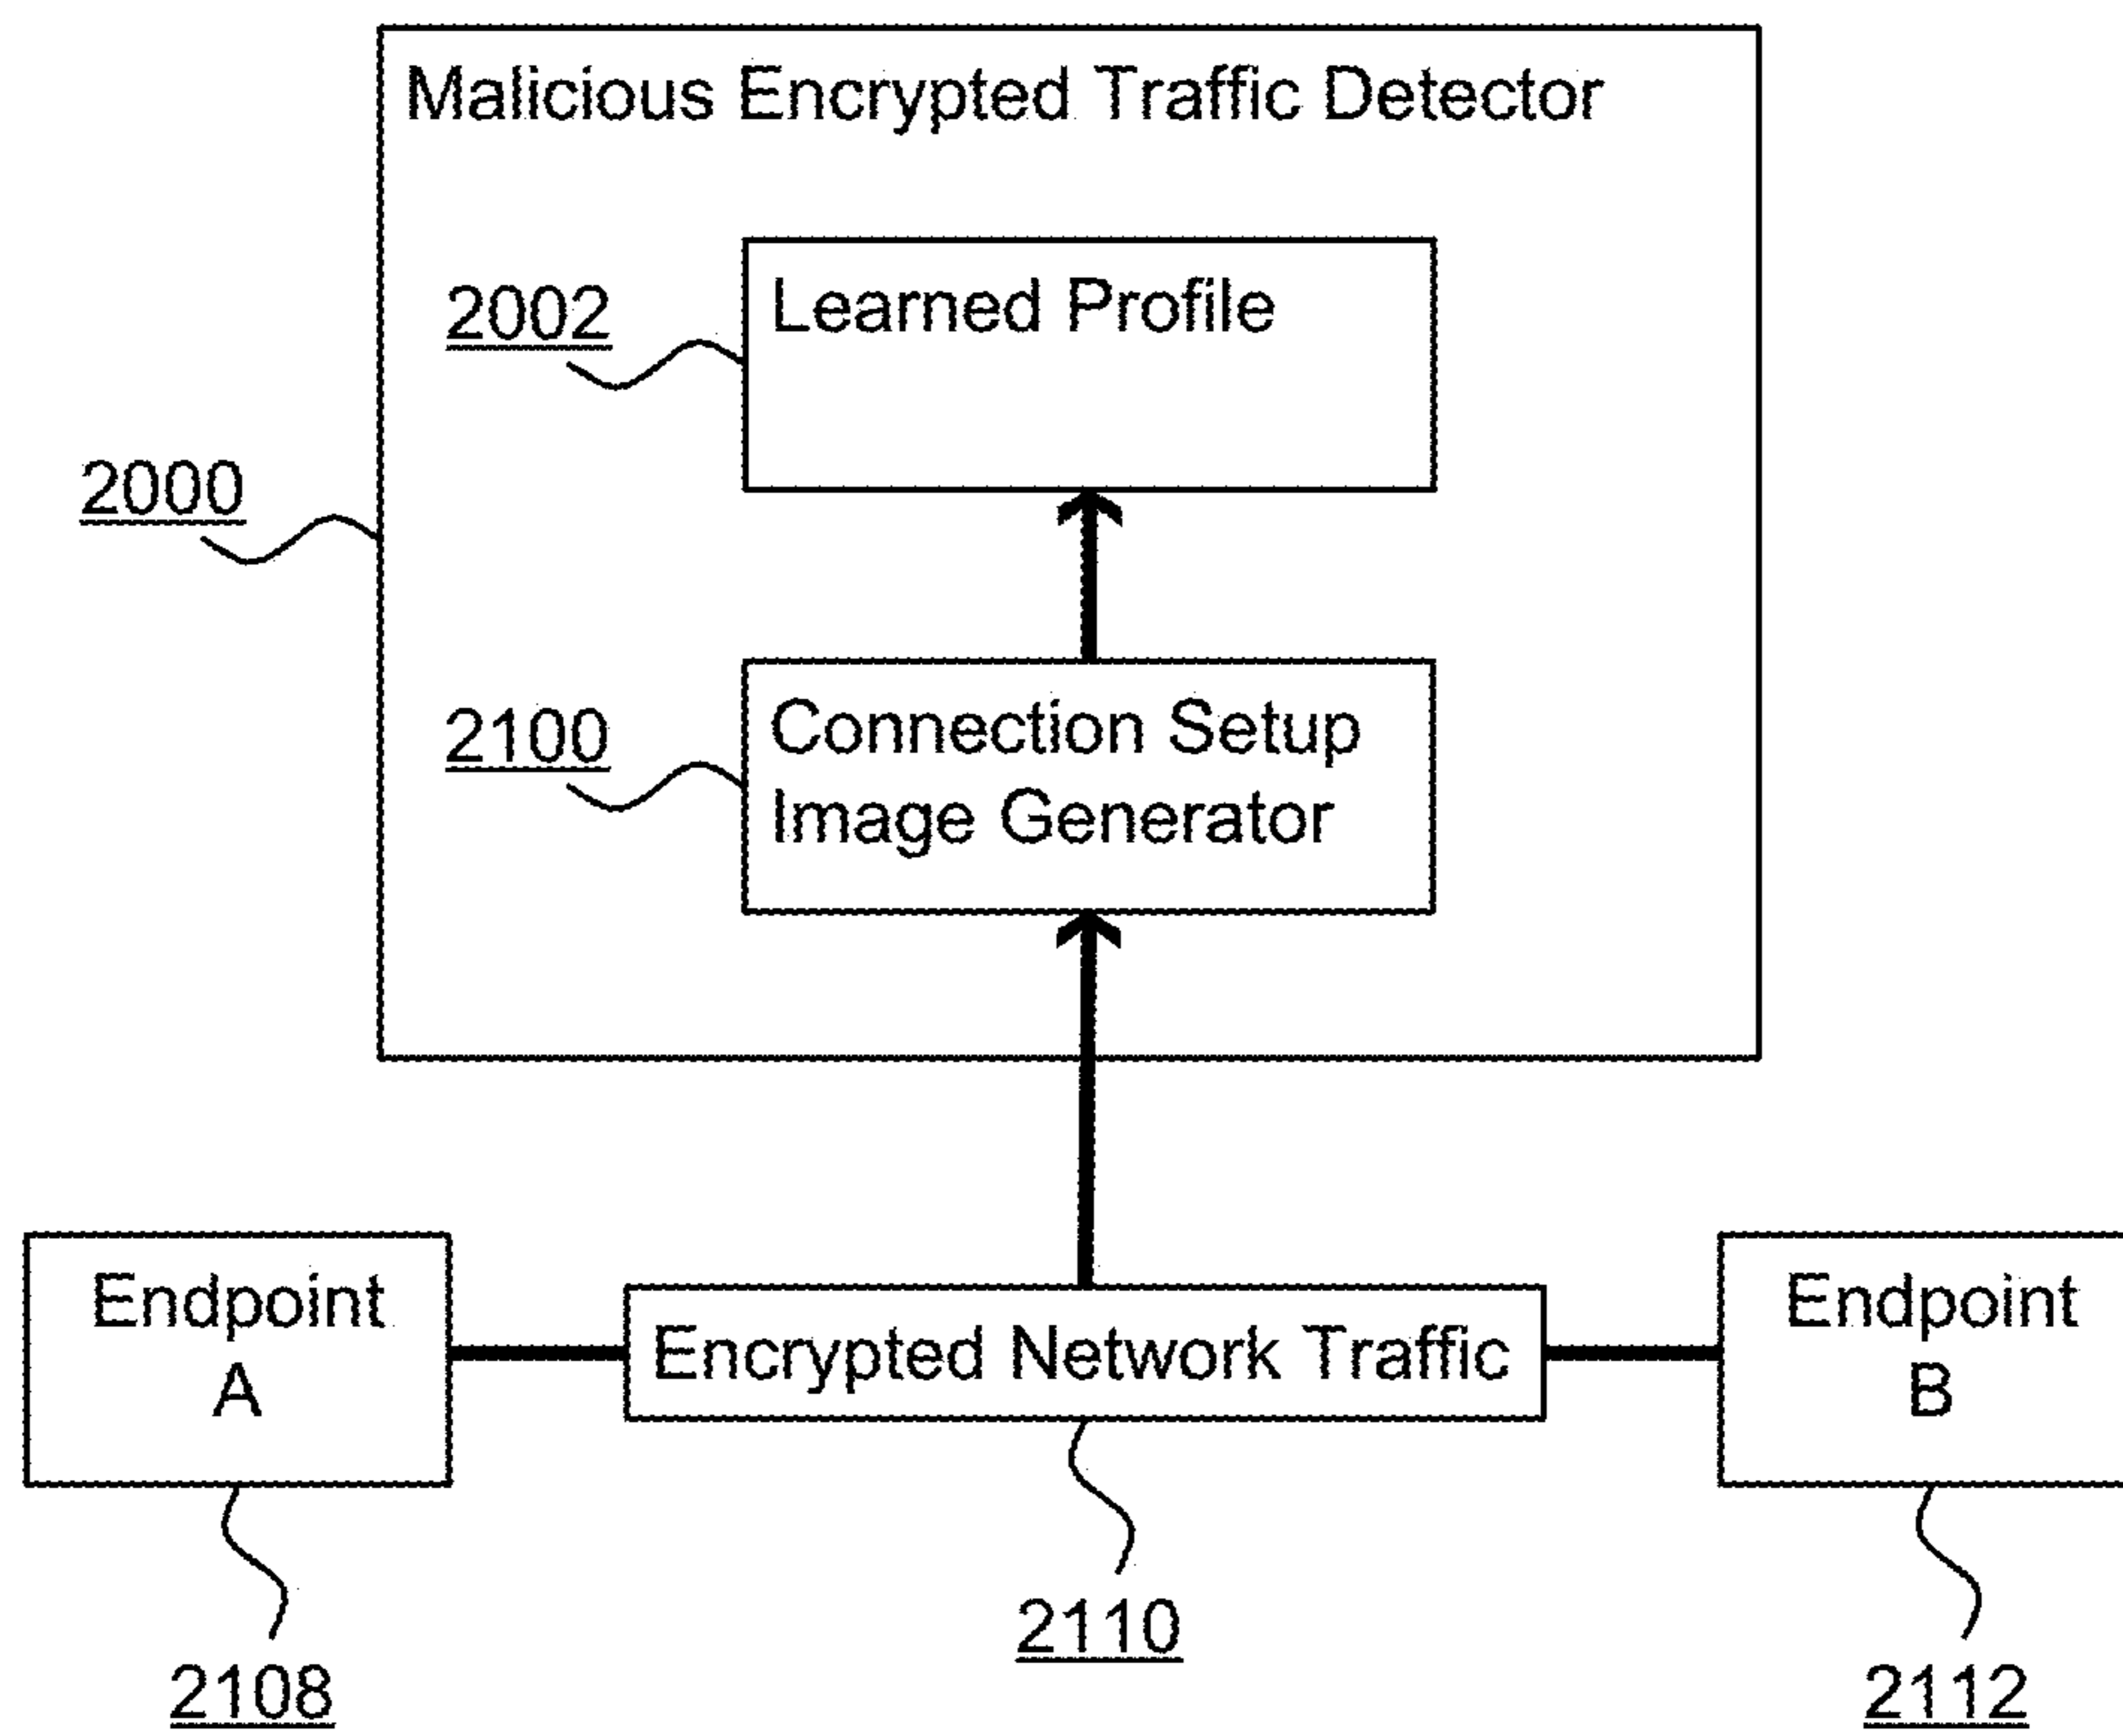 Malicious Encrypted Traffic Detector
2002
Learned Profile
2000
2100
Connection Setup
Image Generator
Endpoint
A
Encrypted Network Traffic
Endpoint
B
2110
2108
2112